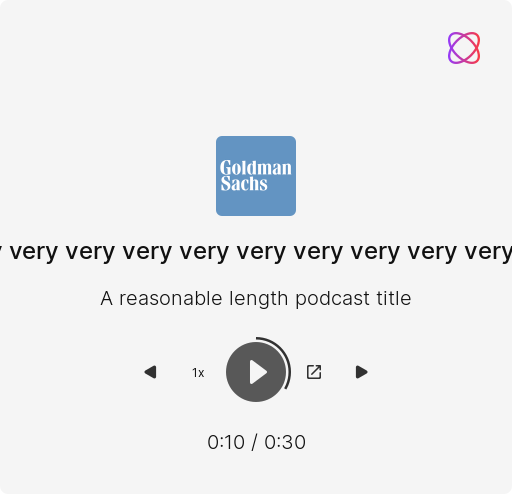 Goldman
Sachs
very very very very very very very very very
A reasonable length podcast title
1x
0:10 / 0:30